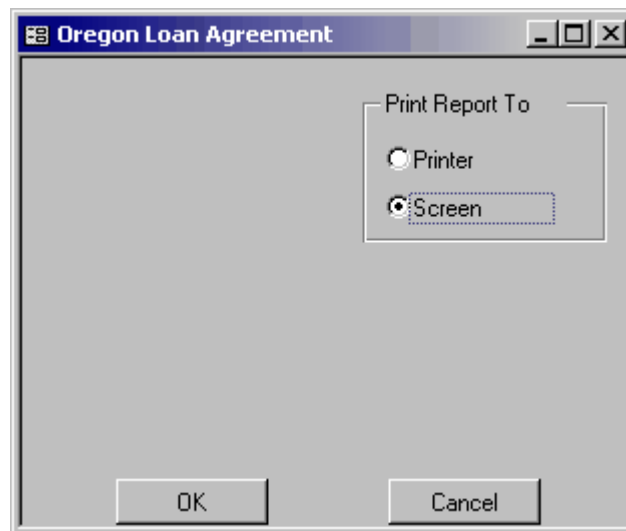 Oregon Loan Agreement
Print Report To
Printer
Screen
OK
Cancel